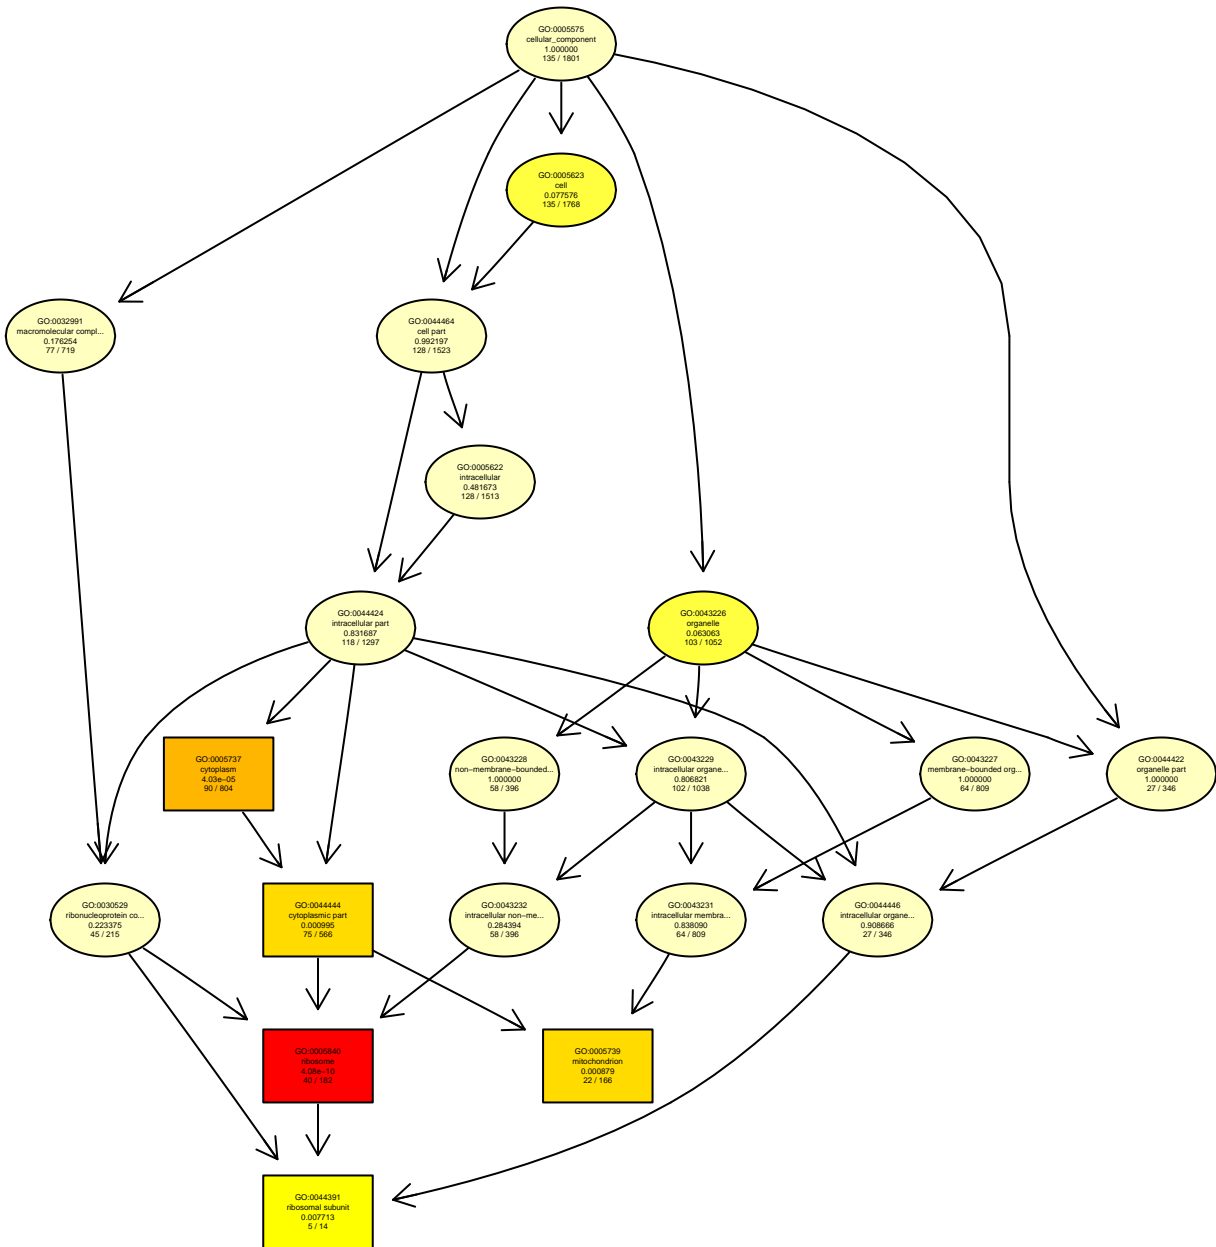 GO:0005575
cellular_component
1.000000
135 / 1801
GO:0005623
cell
0.077576
135 / 1768
GO:0032991
macromolecular compl...
0.176254
77 / 719
GO:0044464
cell part
0.992197
128 / 1523
GO:0005622
intracellular
0.481673
128 / 1513
GO:0044424
intracellular part
0.831687
118 / 1297
GO:0043226
organelle
0.063063
103 / 1052
GO:0005737
cytoplasm
4.03e−05
90 / 804
GO:0043228
non−membrane−bounded...
1.000000
58 / 396
GO:0043229
intracellular organe...
0.806821
102 / 1038
GO:0043227
membrane−bounded org...
1.000000
64 / 809
GO:0044422
organelle part
1.000000
27 / 346
GO:0030529
ribonucleoprotein co...
0.223375
45 / 215
GO:0044444
cytoplasmic part
0.000995
75 / 566
GO:0043232
intracellular non−me...
0.284394
58 / 396
GO:0043231
intracellular membra...
0.838090
64 / 809
GO:0044446
intracellular organe...
0.908666
27 / 346
GO:0005840
ribosome
4.08e−10
40 / 182
GO:0005739
mitochondrion
0.000879
22 / 166
GO:0044391
ribosomal subunit
0.007713
5 / 14